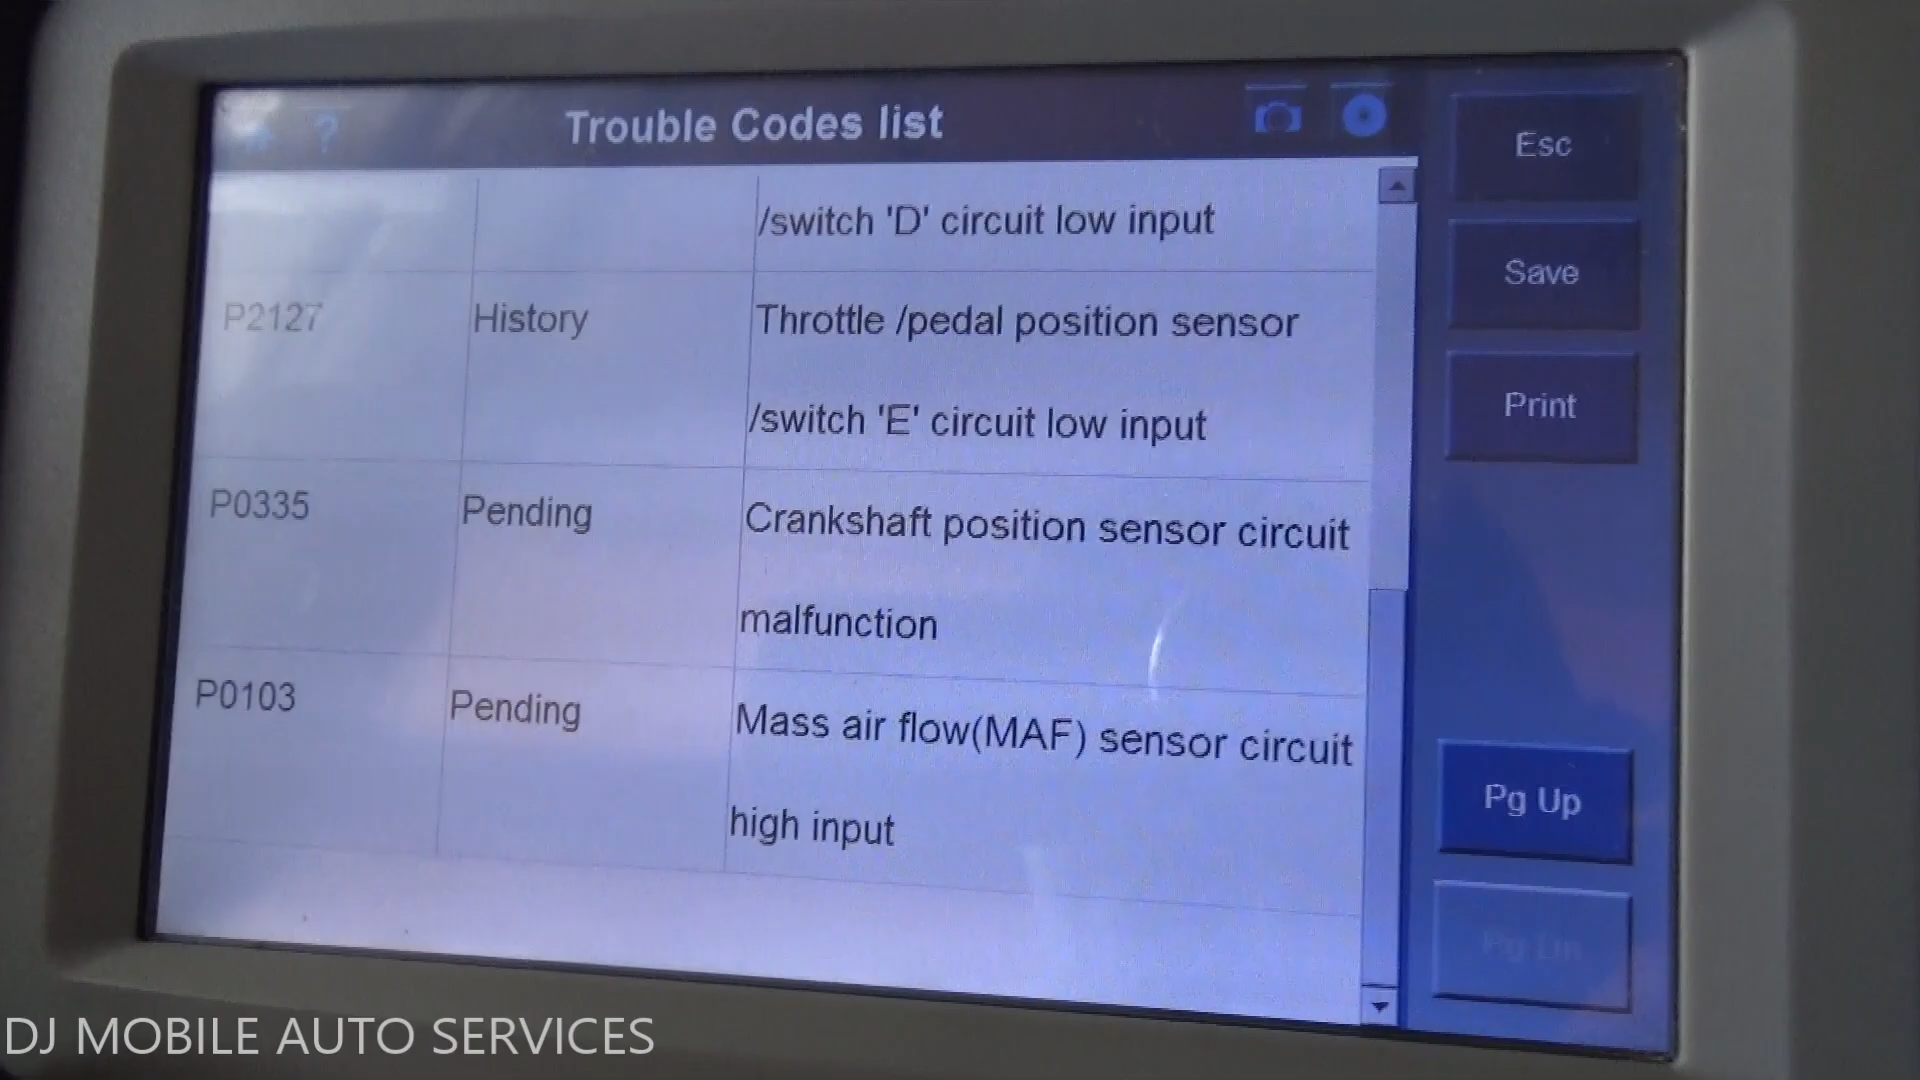 ?
Trouble Codes list
Esc
/switch 'D' circuit low input
Save
P2127 History Throttle /pedal position sensor
/switch 'E' circuit low input
Print
P0335 Pending Crankshaft position sensor circuit
malfunction
P0103 Pending Mass air flow(MAF) sensor circuit
high input
Pg Up
DJ MOBILE AUTO SERVICES